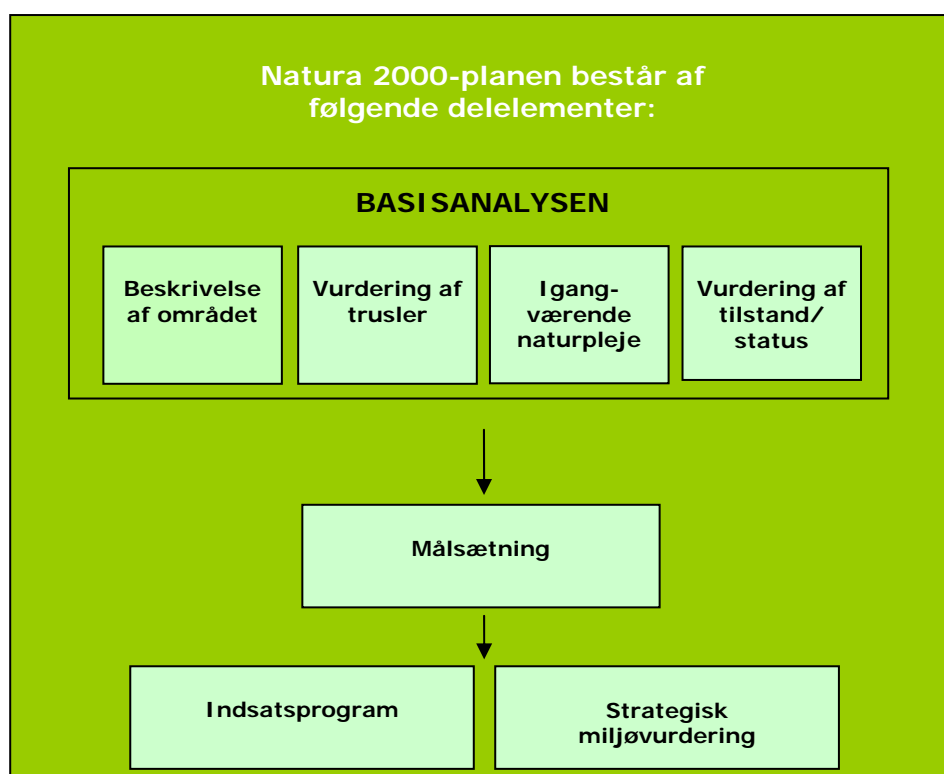 Natura 2000-planen består af
følgende delelementer:
BASISANALYSEN
Beskrivelse
af området
Vurdering af
trusler
Igang-
værende
naturpleje
Vurdering af
tilstand/
status
Målsætning
Indsatsprogram
Strategisk
miljøvurdering